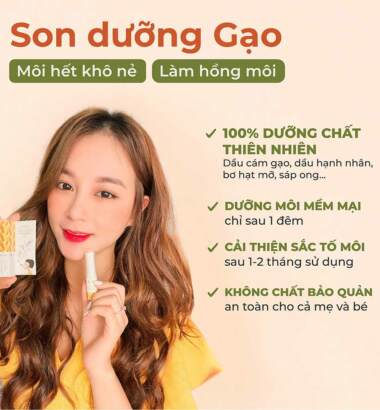 Son dưỡng Gạo
Môi hết khô nẻ
Làm hồng môi
100% DƯỠNG CHẤT
THIÊN NHIÊN
Dầu cám gạo, dầu hạnh nhân,
bơ hạt mỡ, sáp ong...
DƯỠNG MÔI MỀM MẠI
chỉ sau 1 đêm
CẢI THIỆN SẮC TỐ MÔI
sau 1-2 tháng sử dụng
KHÔNG CHẤT BẢO QUẢN
an toàn cho cả mẹ và bé